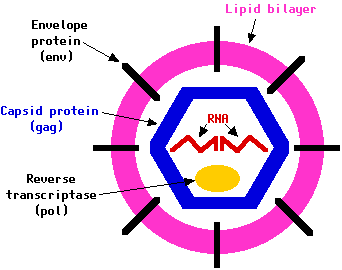 Lipid bilayer
Envelope
protein
(env)
Capsid protein
(gag)
RNA
Reverse
transcriptase
(pol)